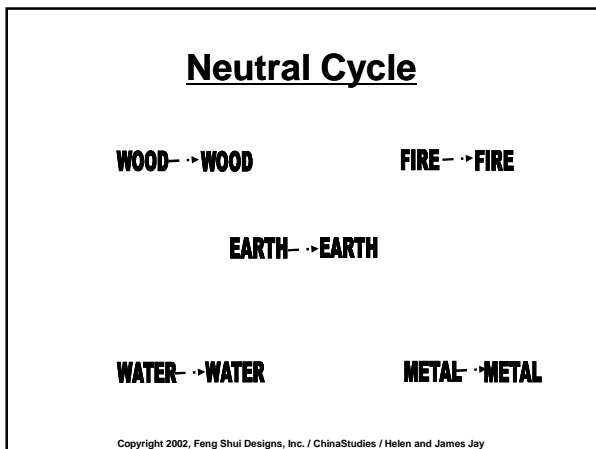 Neutral Cycle
WOOD WOOD FIRE FIRE
EARTH EARTH
WATER WATER METAL METAL
Copyright 2002, Feng Shui Designs, Inc. / ChinaStudies / Helen and James Jay